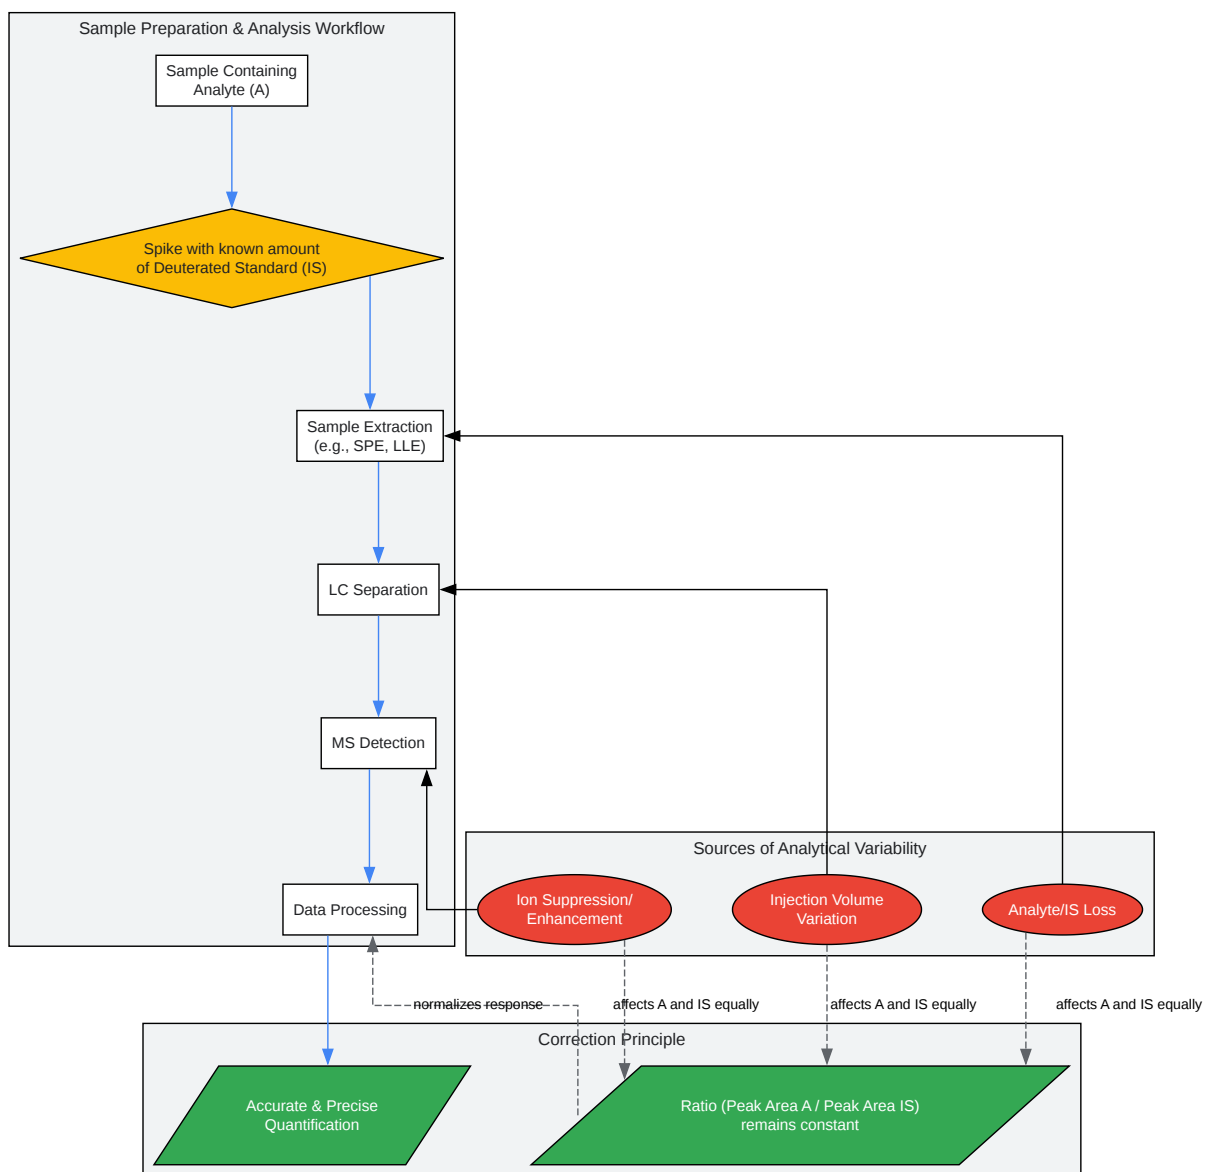 Sample Preparation & Analysis Workflow
Sample Containing
Analyte (A)
Spike with known amount
of Deuterated Standard (IS)
Sample Extraction
(e.g., SPE, LLE)
LC Separation
MS Detection
Sources of Analytical Variability
Ion Suppression/
Enhancement
Injection Volume
Variation
Analyte/IS Loss
Data Processing
normalizes response
affects A and IS equally
affects A and IS equally
affects A and IS equally
Correction Principle
Accurate & Precise
Quantification
Ratio (Peak Area A / Peak Area IS)
remains constant